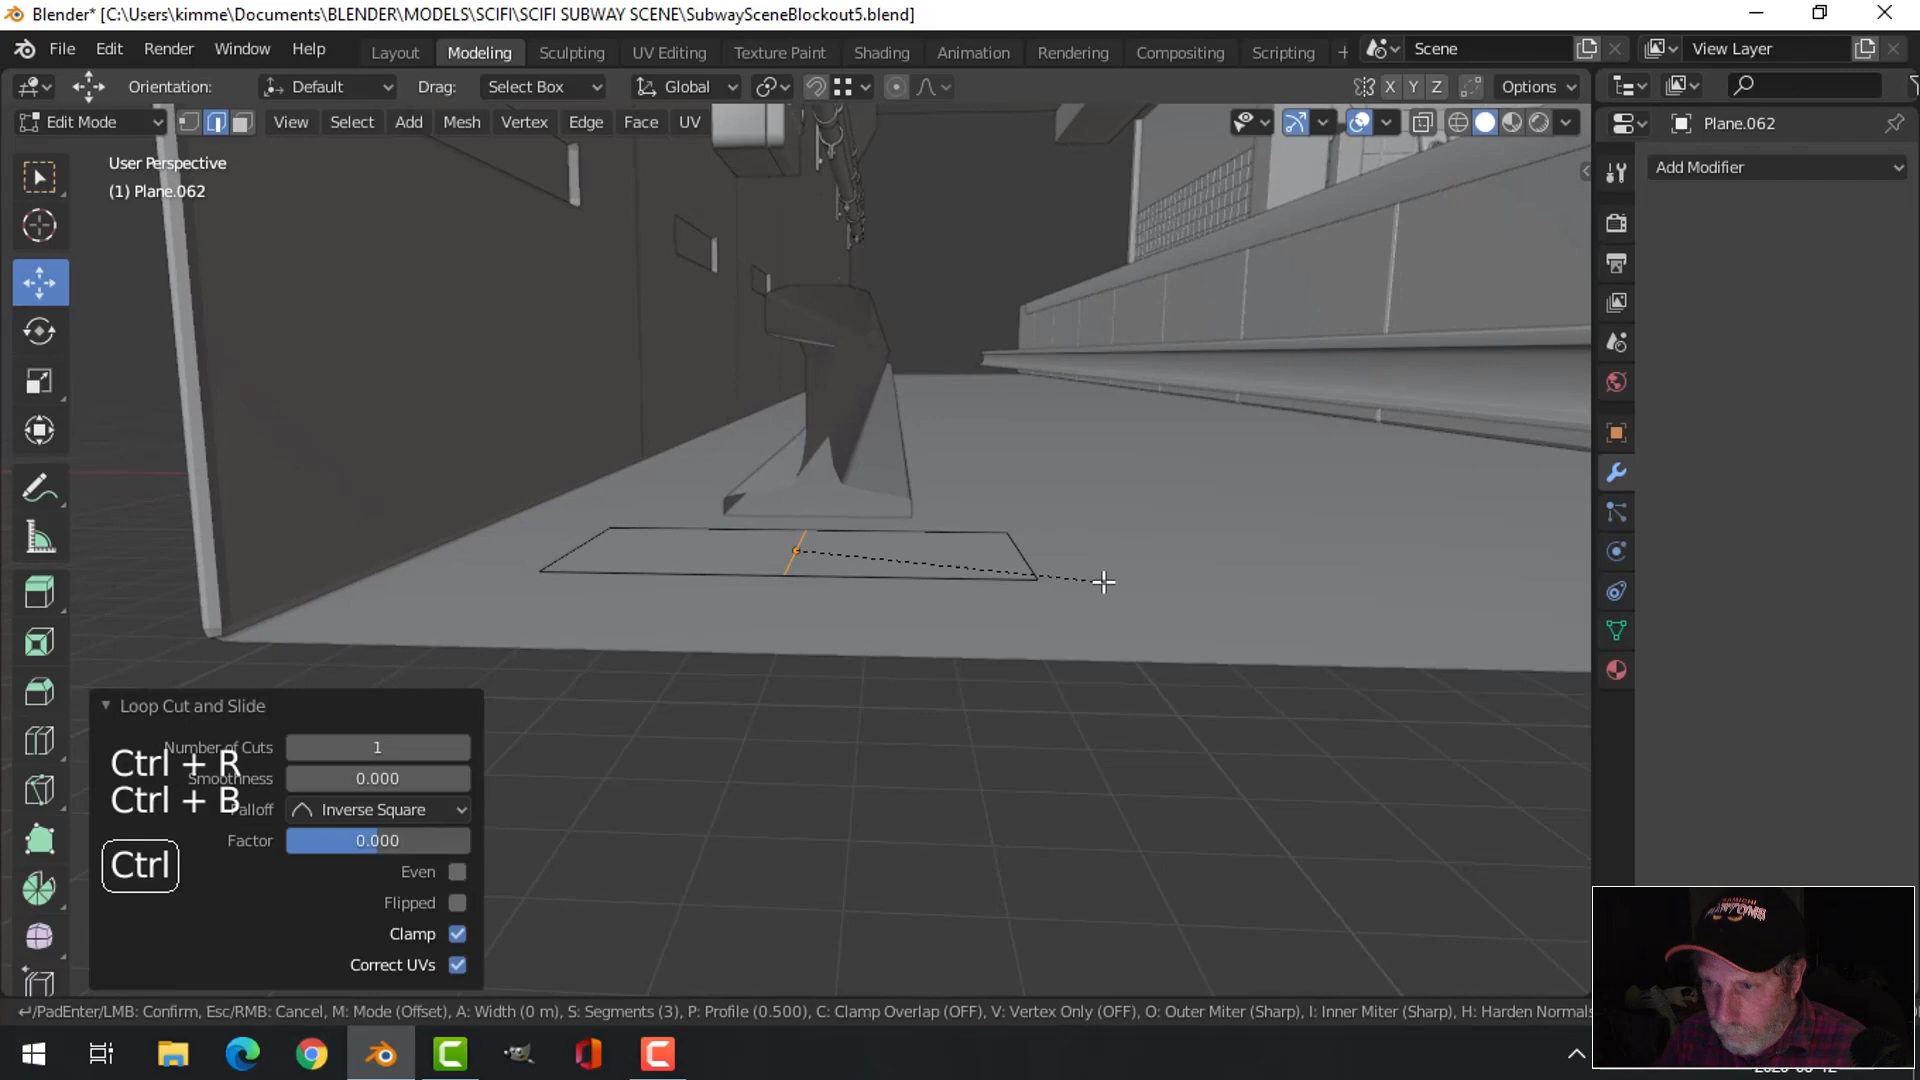 Blender* [C:\Users\kimme\Documents\BLENDER\MODELS\SCIFI\SCIFI SUBWAY SCENE\SubwaySceneBlockout5.blend]
File Edit Render Window Help
Layout Modeling Sculpting UV Editing Texture Paint Shading Animation Rendering Compositing Scripting +
Scene
View Layer
Orientation: Default Drag: Select Box Global X Y Z Options
Edit Mode View Select Add Mesh Vertex Edge Face UV
Plane.062
User Perspective
(1) Plane.062
Add Modifier
Loop Cut and Slide
Number of Cuts 1
Ctrl + R
Smoothness 0.000
Ctrl + B
Falloff Inverse Square
Factor 0.000
Ctrl
Even
Flipped
Clamp
Correct UVs
↵/PadEnter/LMB: Confirm, Esc/RMB: Cancel, M: Mode (Offset), A: Width (0 m), S: Segments (3), P: Profile (0.500), C: Clamp Overlap (OFF), V: Vertex Only (OFF), O: Outer Miter (Sharp), I: Inner Miter (Sharp), H: Harden Normals